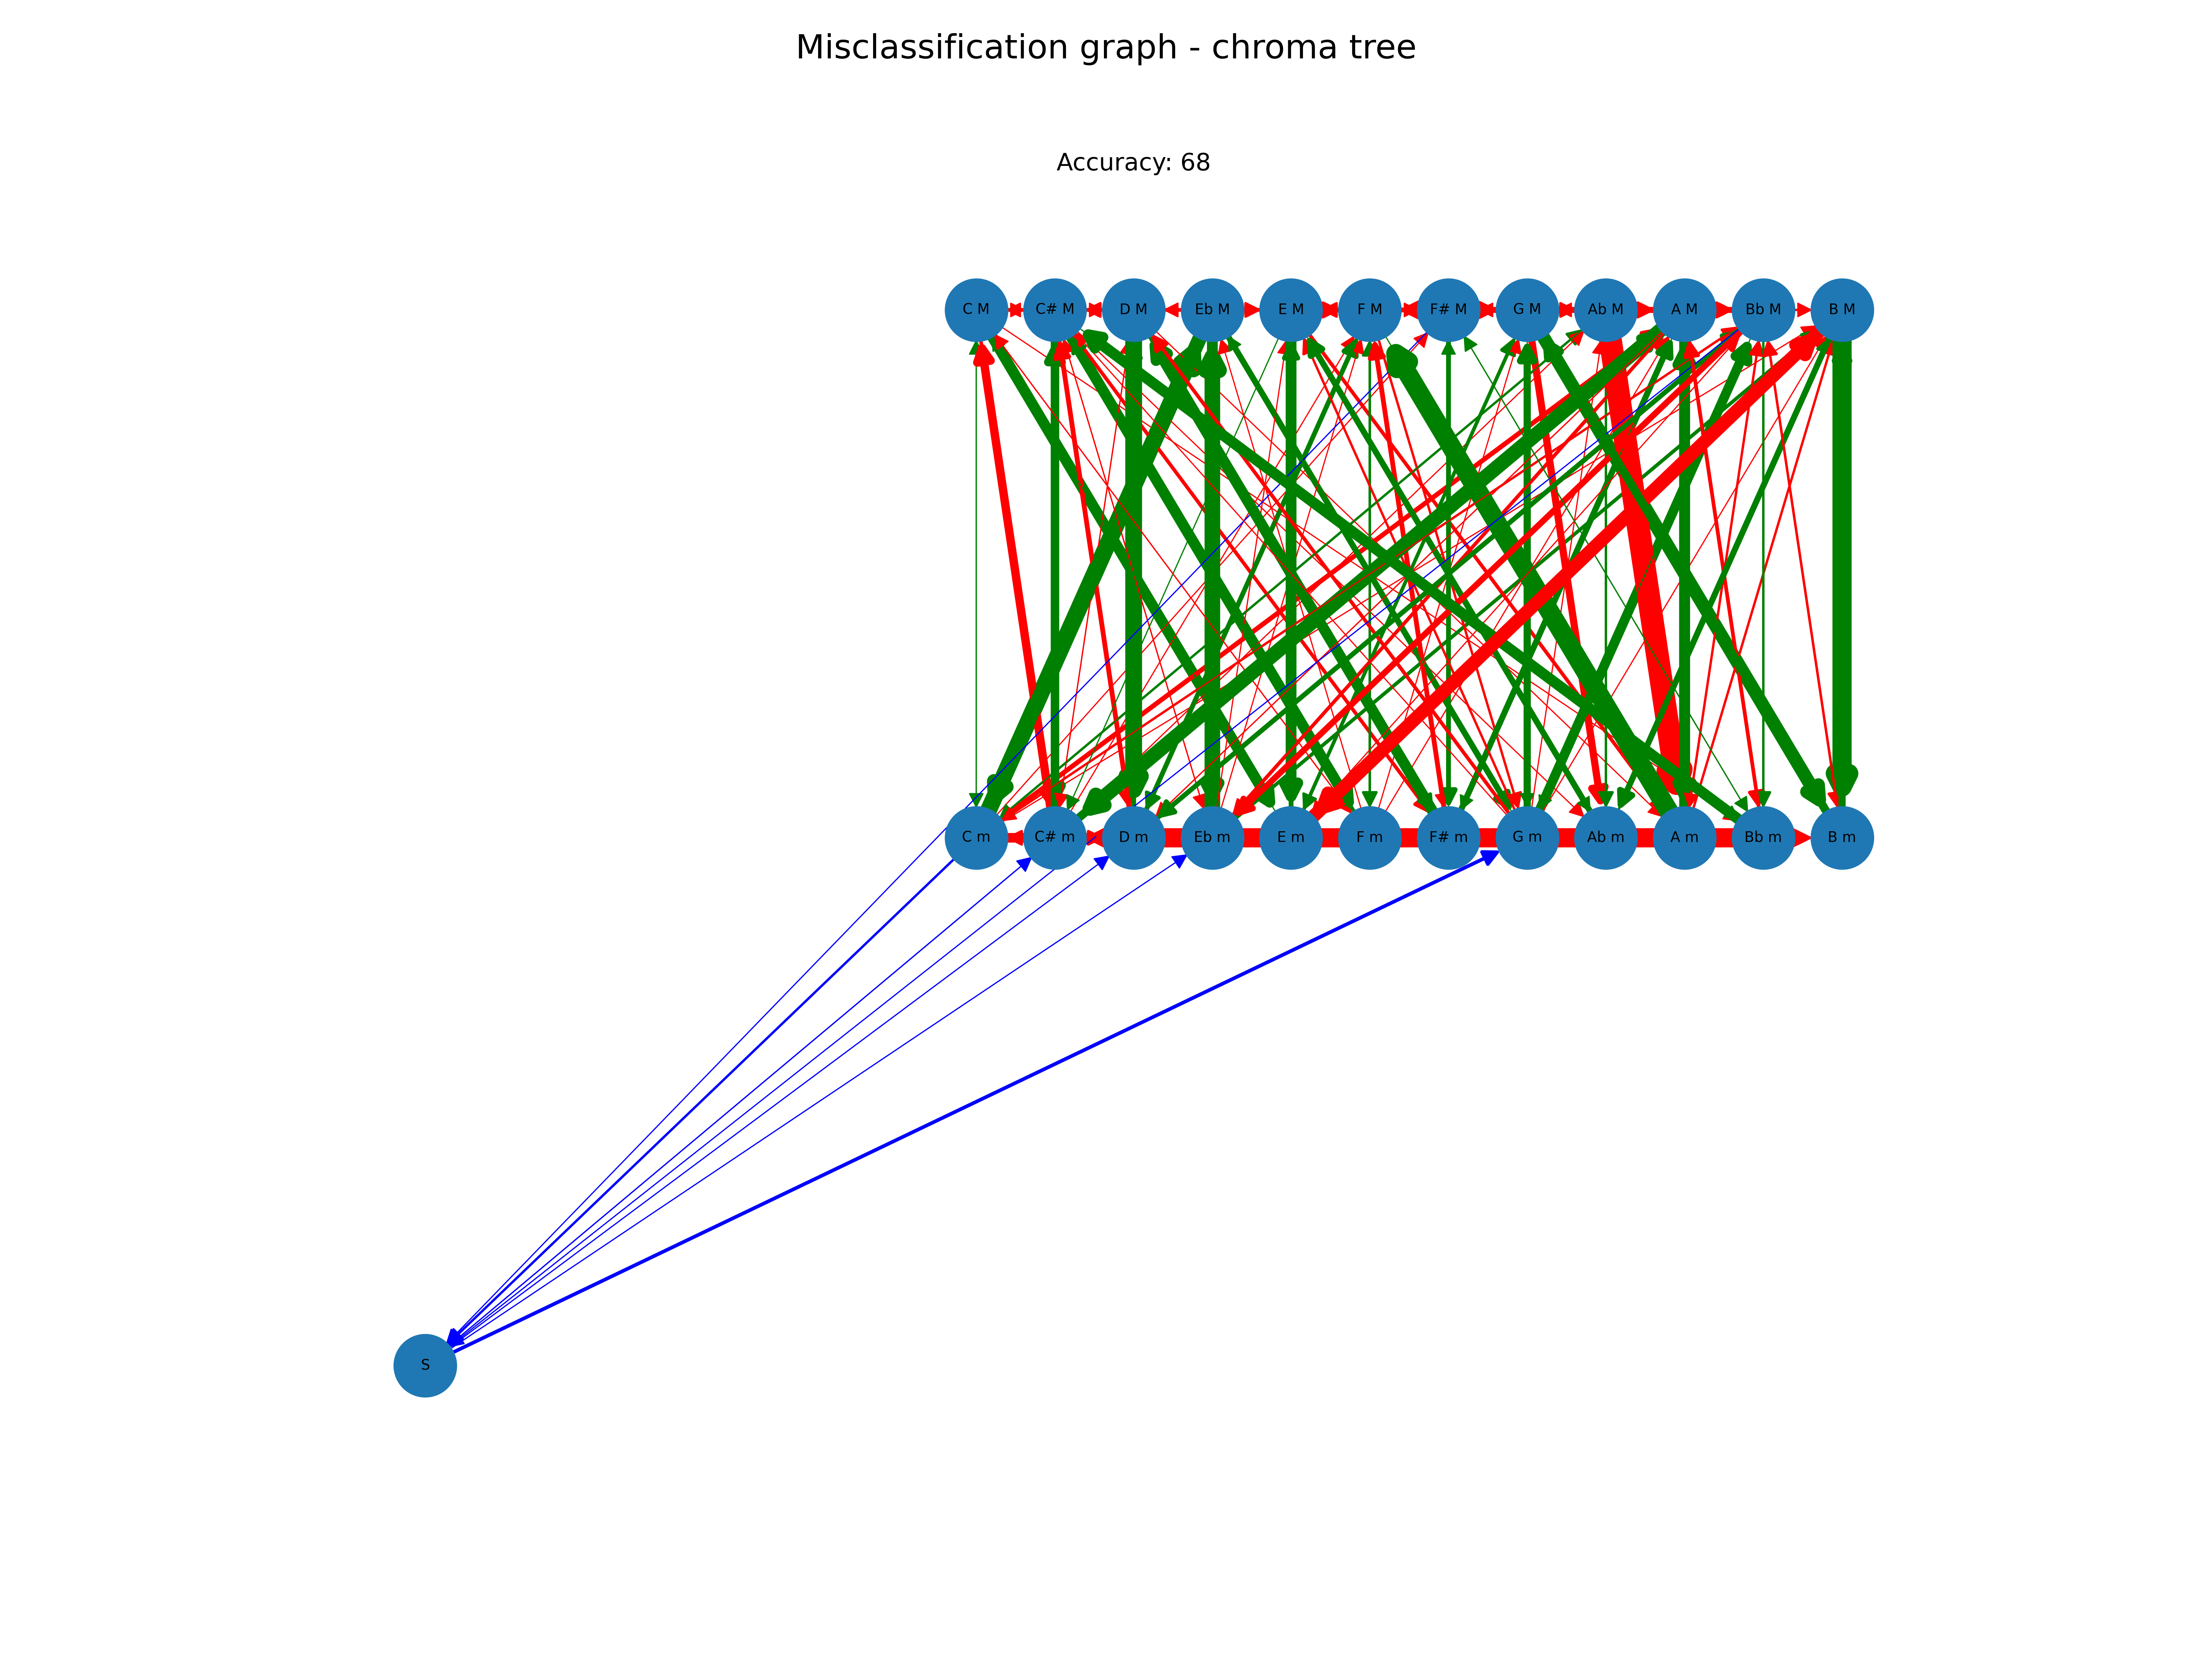 Misclassification graph - chroma tree
Accuracy: 68
C M C# M D M Eb M E M F M F# M G M Ab M A M Bb M B M
C m C# m D m Eb m E m F m F# m G m Ab m A m Bb m B m
S